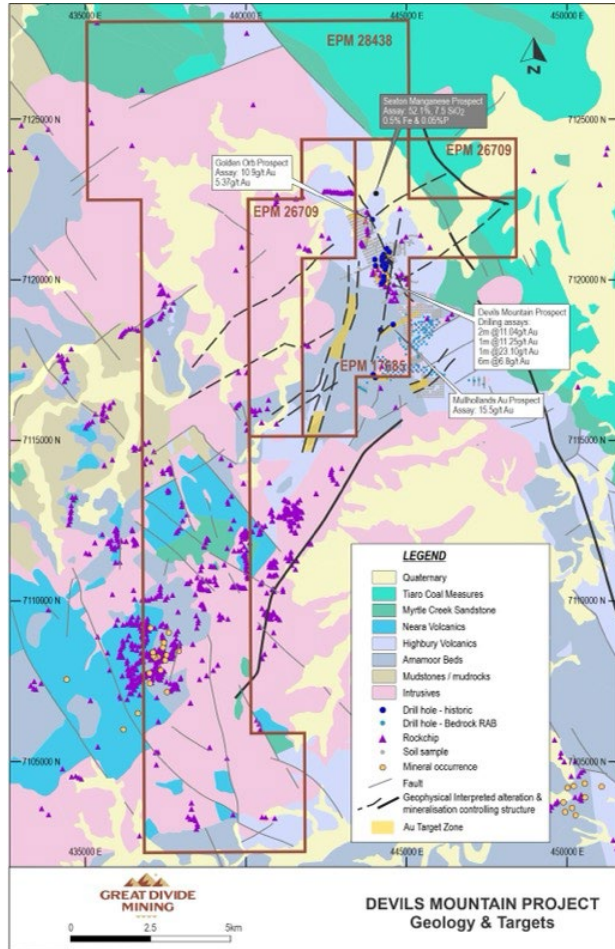 440000
445000
450000
EPM 28438
N
Sexton Manganese Prospect
Assay: 52.1%, 7.5 SiO2
0.5% Fe & 0.05%P
7125000 N
7125000 N
Golden Orb Prospect
Assay: 10.9g/t Au
5.37g/t Au
EPM 26709
EPM 26709
7120000 N
7120000 N
Devils Mountain Prospect
Drilling assays:
2m @11.04g/t Au
1m @11.25g/t Au
1m @23.10g/t Au
6m @6.8g/t Au
EPM 17685
Mulhollands Au Prospect
Assay: 15.5g/t Au
7115000 N
7115000 N
LEGEND
Quaternary
Tiaro Coal Measures
Myrtle Creek Sandstone
Neara Volcanics
Highbury Volcanics
Amamoor Beds
Mudstones / mudrocks
Intrusives
Drill hole - historic
Drill hole - Bedrock RAB
Rockchip
Soil sample
Mineral occurrence
Fault
Geophysical Interpreted alteration &
mineralisation controlling structure
Au Target Zone
7110000 N
7110000 N
7105000 N
7105000 N
435000
445000
450000
GREAT DIVIDE
MINING
0 2.5 5km
DEVILS MOUNTAIN PROJECT
Geology & Targets